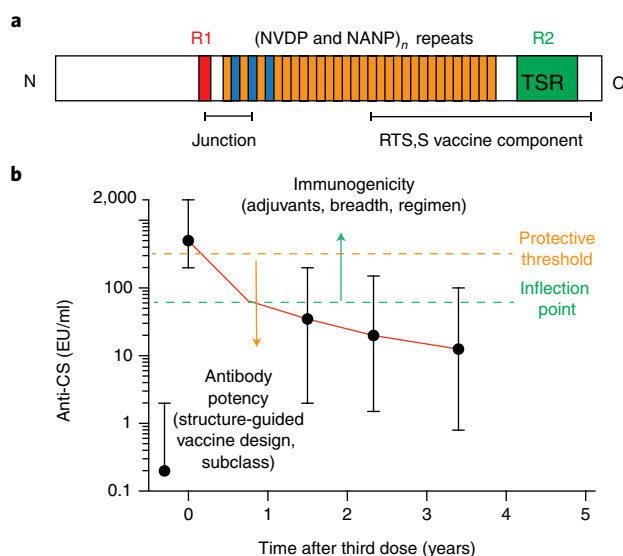 a
R1
(NVDP and NANP)n repeats
R2
N
TSR
C
Junction
RTS,S vaccine component
b
Immunogenicity
(adjuvants, breadth, regimen)
2,000
Protective
threshold
100
Inflection
point
10
Anti-CS (EU/ml)
Antibody
potency
(structure-guided
vaccine design,
subclass)
1
0.1
0 1 2 3 4 5
Time after third dose (years)